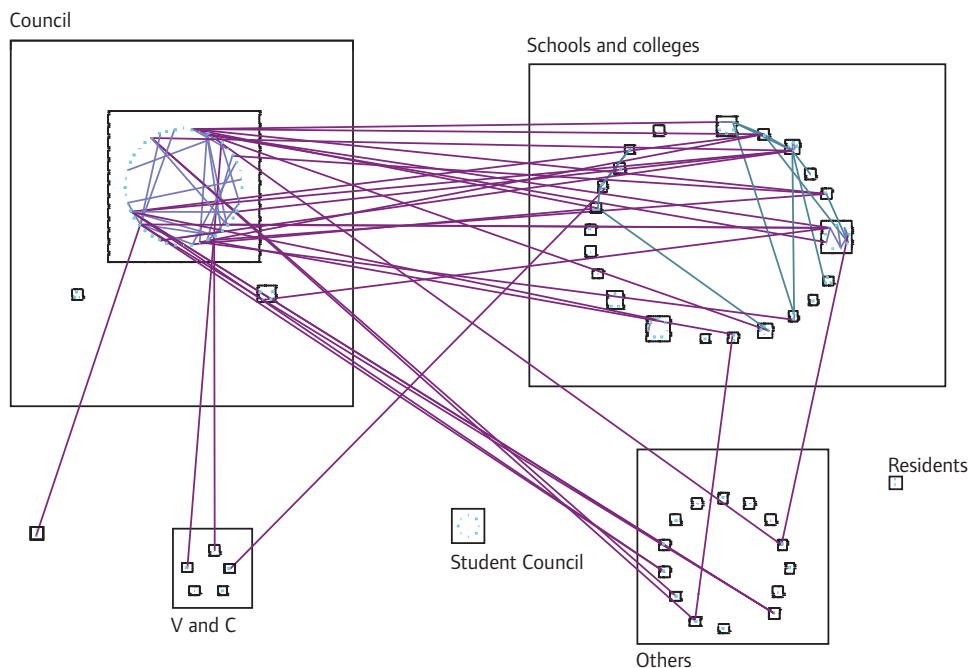 Council
Schools and colleges
Residents
Student Council
V and C
Others